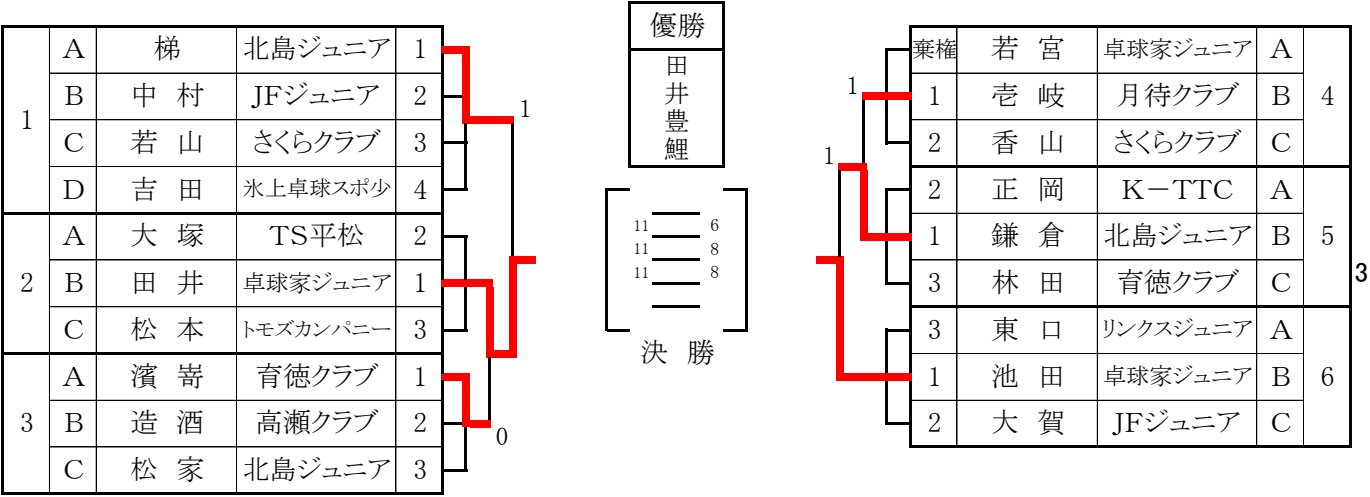 優勝
田井豊鯉
1 A 梯 北島ジュニア 1
B 中村 JFジュニア 2
C 若山 さくらクラブ 3
D 吉田 氷上卓球スポ少 4
2 A 大塚 TS平松 2
B 田井 卓球家ジュニア 1
C 松本 トモズカンパニー 3
3 A 濱嵜 育徳クラブ 1
B 造酒 高瀬クラブ 2
C 松家 北島ジュニア 3
1
0
11 6
11 8
11 8
決勝
1
1
棄権 若宮 卓球家ジュニア A 4
1 壱岐 月待クラブ B
2 香山 さくらクラブ C
2 正岡 K-TTC A 5
1 鎌倉 北島ジュニア B
3 林田 育徳クラブ C
3 東口 リンクスジュニア A 6
1 池田 卓球家ジュニア B
2 大賀 JFジュニア C
3